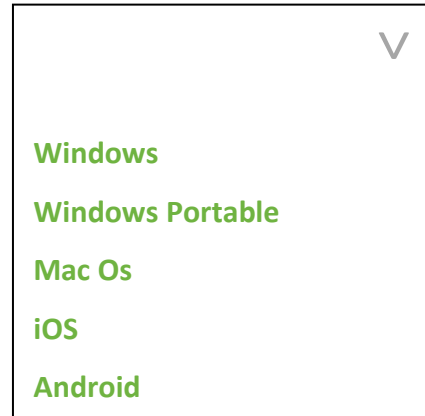 V
Windows
Windows Portable
Mac Os
iOS
Android